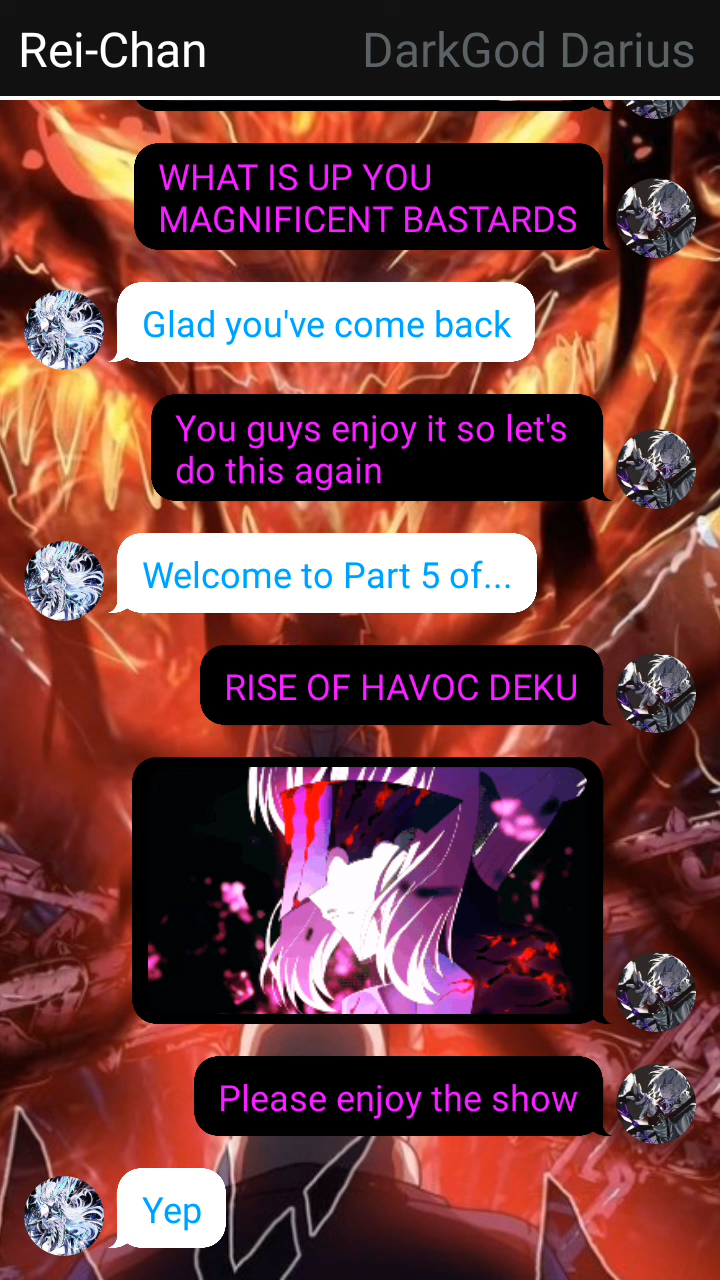 Rei-Chan
DarkGod Darius
WHAT IS UP YOU
MAGNIFICENT BASTARDS
Glad you've come back
You guys enjoy it so let's
do this again
Welcome to Part 5 of...
RISE OF HAVOC DEKU
Please enjoy the show
Yep